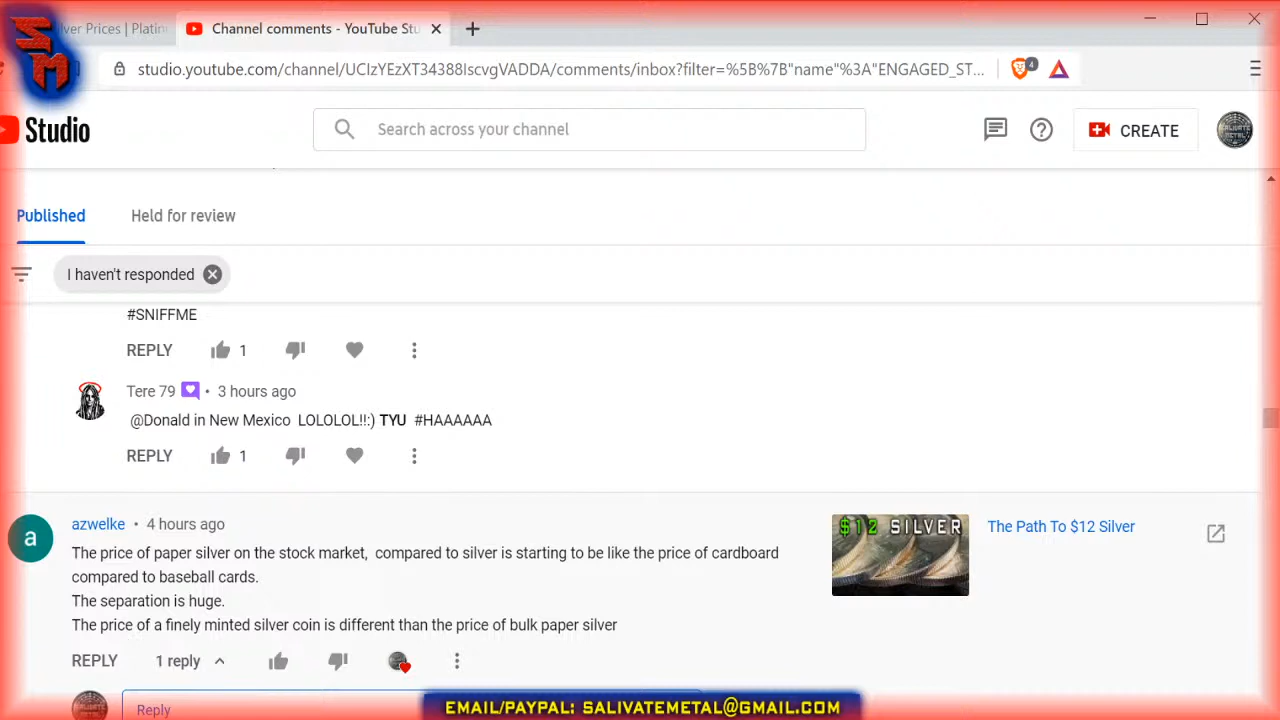 SM
lver Prices | Platin
Channel comments - YouTube Stu
studio.youtube.com/channel/UCIzYEzXT34388IscvgVADDA/comments/inbox?filter=%5B%7B"name"%3A"ENGAGED_ST...
4
Studio
Search across your channel
CREATE
SALIVATE
METAL
Published
Held for review
I haven't responded
#SNIFFME
REPLY 1
Tere 79 • 3 hours ago
@Donald in New Mexico LOLOLOL!!:) TYU #HAAAAAA
REPLY 1
a
azwelke • 4 hours ago
The price of paper silver on the stock market, compared to silver is starting to be like the price of cardboard
compared to baseball cards.
The separation is huge.
The price of a finely minted silver coin is different than the price of bulk paper silver
REPLY 1 reply
$12 SILVER
The Path To $12 Silver
Reply
EMAIL/PAYPAL: SALIVATEMETAL@GMAIL.COM